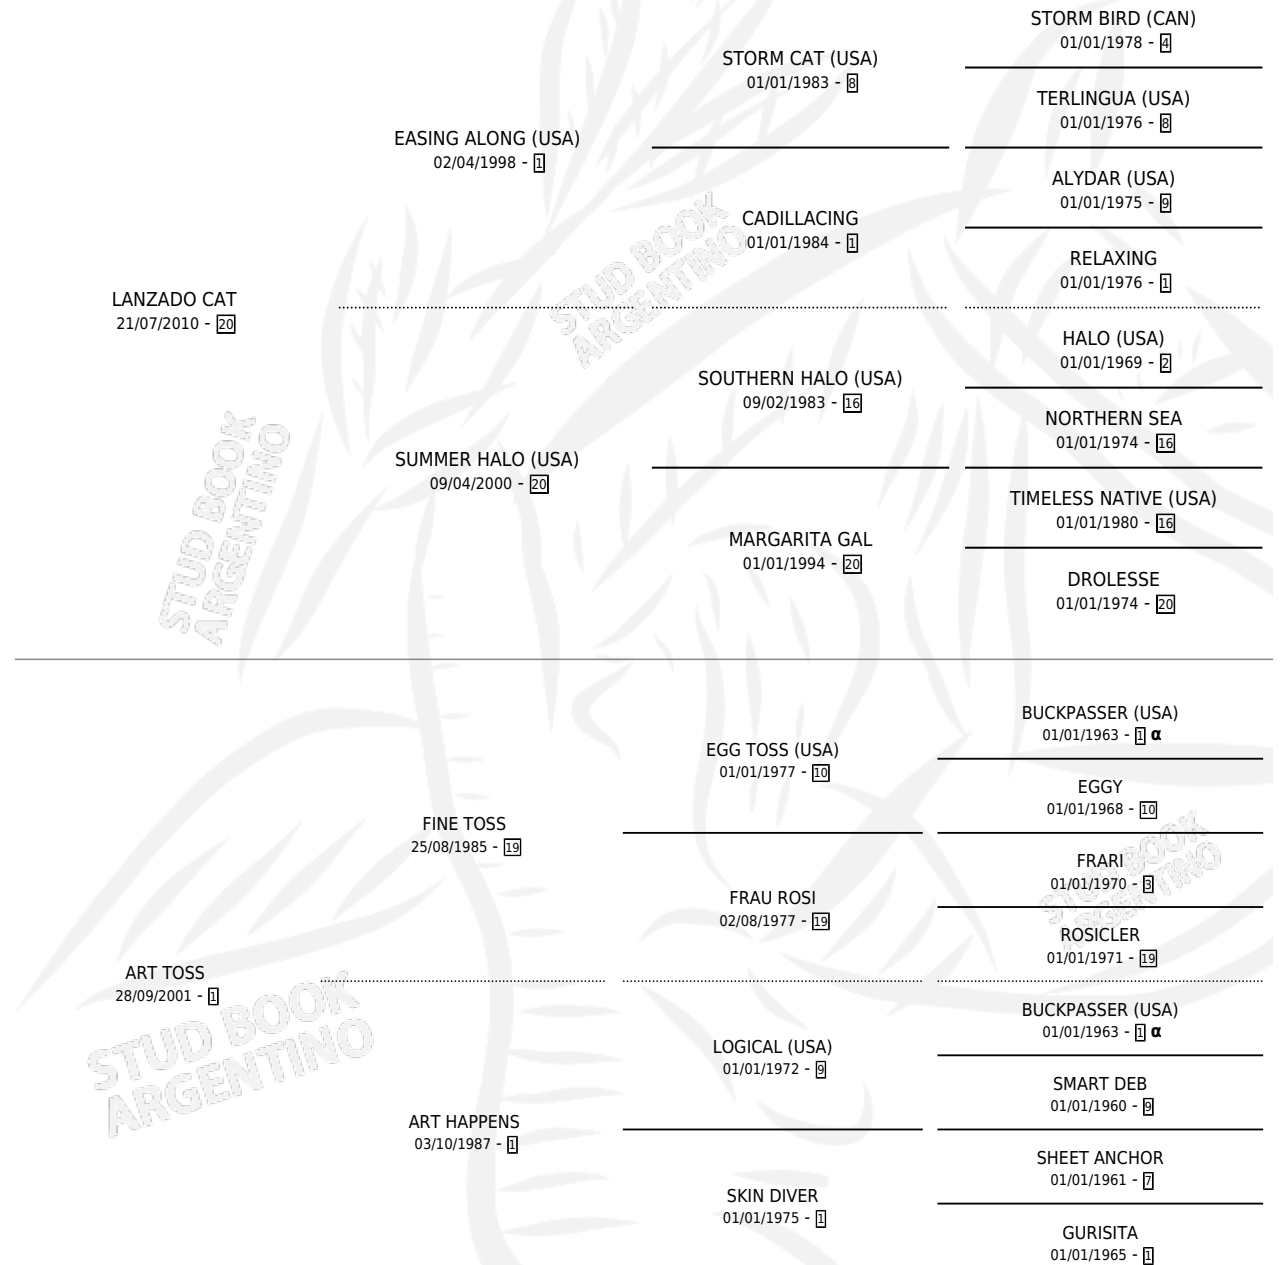 STORM BIRD (CAN)
01/01/1978 - 4
STORM CAT (USA)
01/01/1983 - 8
TERLINGUA (USA)
01/01/1976 - 8
EASING ALONG (USA)
02/04/1998 - 1
ALYDAR (USA)
01/01/1975 - 9
CADILLACING
01/01/1984 - 1
RELAXING
01/01/1976 - 1
LANZADO CAT
21/07/2010 - 20
HALO (USA)
01/01/1969 - 2
SOUTHERN HALO (USA)
09/02/1983 - 16
NORTHERN SEA
01/01/1974 - 16
SUMMER HALO (USA)
09/04/2000 - 20
TIMELESS NATIVE (USA)
01/01/1980 - 16
MARGARITA GAL
01/01/1994 - 20
DROLESSE
01/01/1974 - 20
BUCKPASSER (USA)
01/01/1963 - 1 α
EGG TOSS (USA)
01/01/1977 - 10
EGGY
01/01/1968 - 10
FINE TOSS
25/08/1985 - 19
FRARI
01/01/1970 - 3
FRAU ROSI
02/08/1977 - 19
ROSICLER
01/01/1971 - 19
ART TOSS
28/09/2001 - 1
BUCKPASSER (USA)
01/01/1963 - 1 α
LOGICAL (USA)
01/01/1972 - 9
SMART DEB
01/01/1960 - 9
ART HAPPENS
03/10/1987 - 1
SHEET ANCHOR
01/01/1961 - 7
SKIN DIVER
01/01/1975 - 1
GURISITA
01/01/1965 - 1
STUD BOOK
ARGENTINO
STUD BOOK
ARGENTINO
STUD BOOK
ARGENTINO
STUD BOOK
ARGENTINO